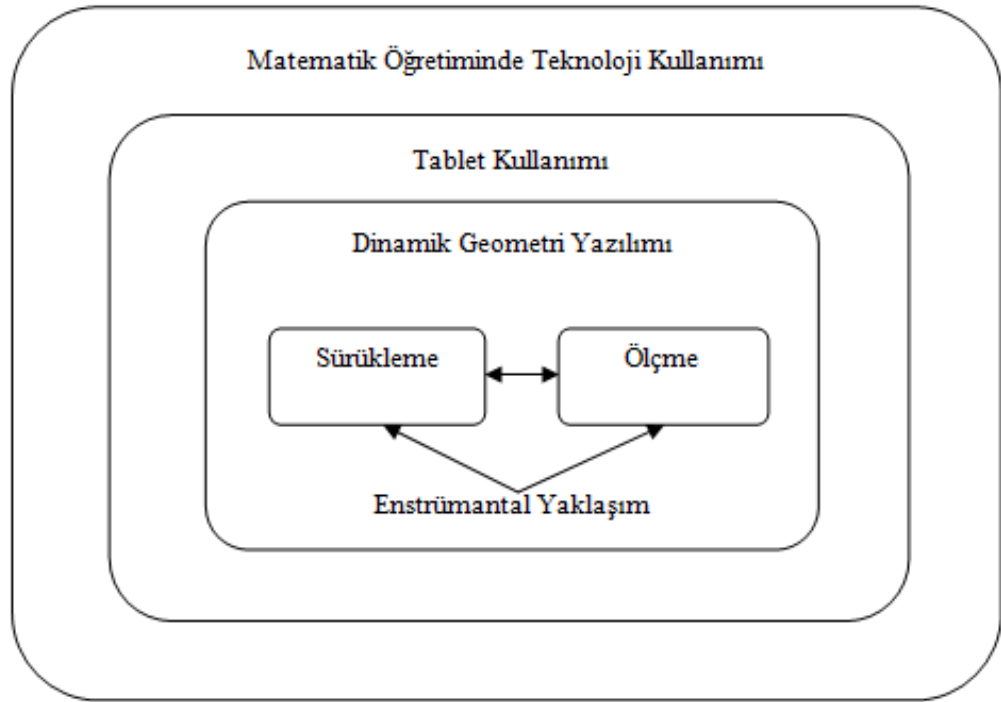 Matematik Öğretiminde Teknoloji Kullanımı
Tablet Kullanımı
Dinamik Geometri Yazılımı
Sürükleme
Ölçme
Enstrümantal Yaklaşım